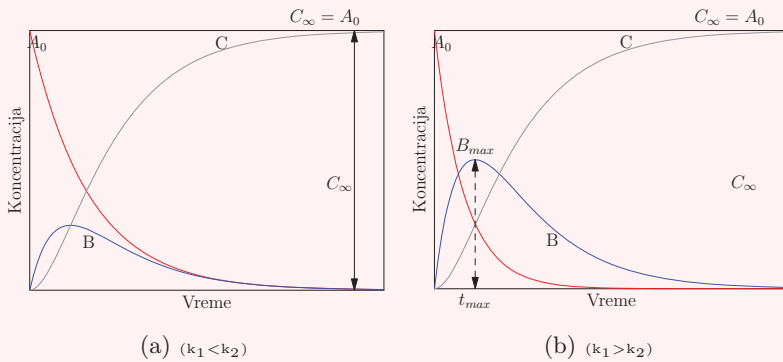 C∞ = A0
A0
C
Koncentracija
C∞
B
Vreme
(a) (k1<k2)
C∞ = A0
A0
C
Bmax
Koncentracija
C∞
B
tmax
Vreme
(b) (k1>k2)